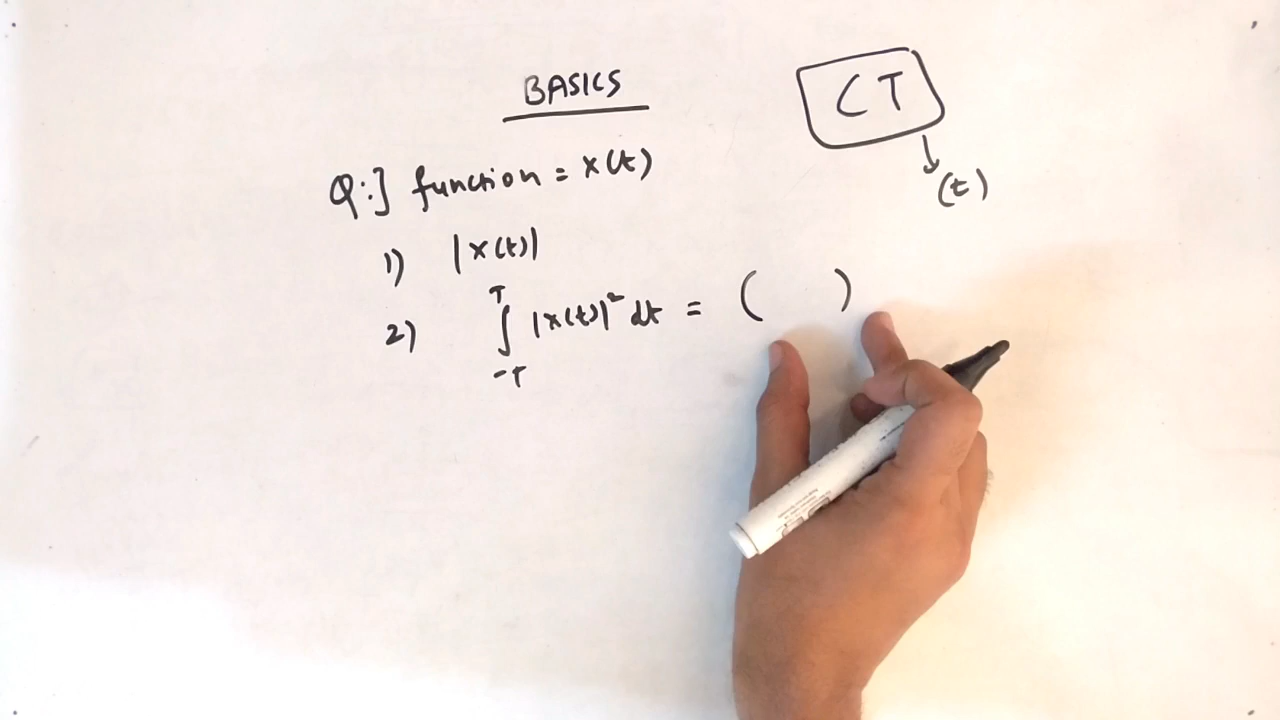 BASICS
CT
(t)
Q:] function = x(t)
1) |x(t)|
2) ∫_{-T}^{T} |x(t)|² dt = ( )